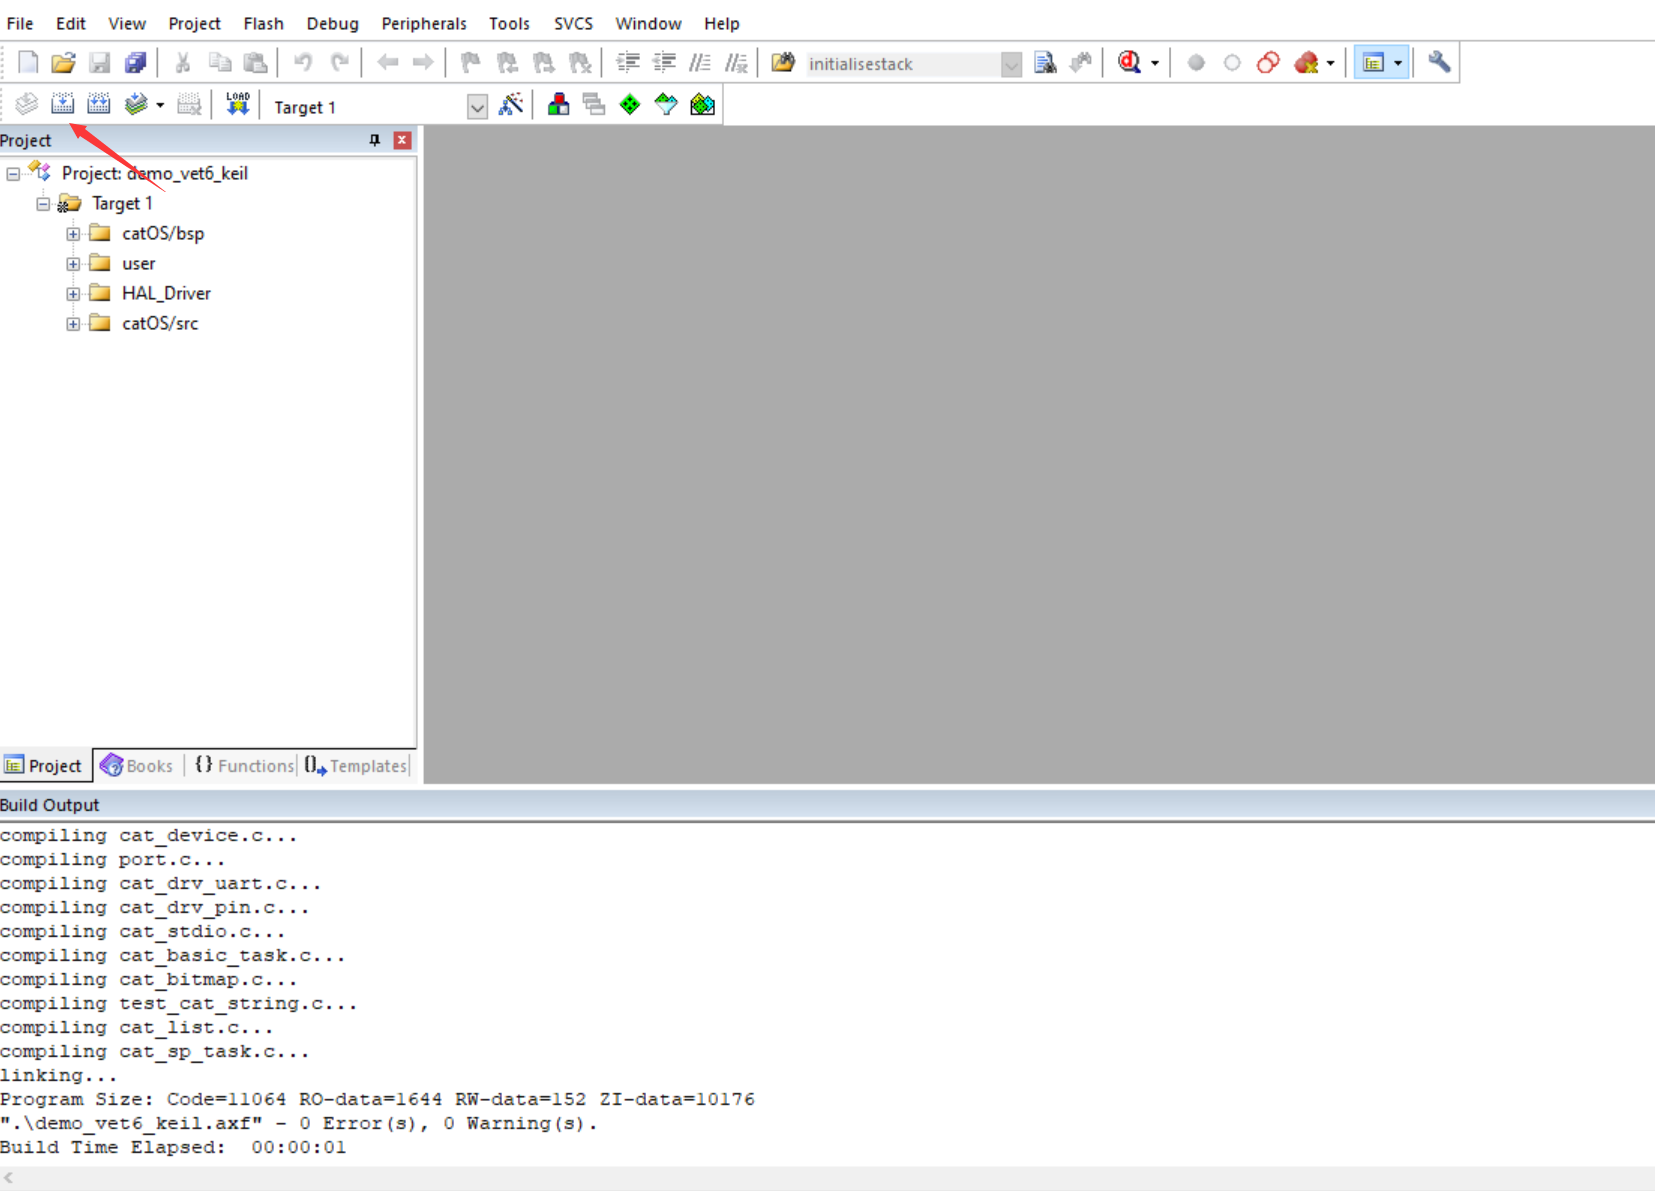 File Edit View Project Flash Debug Peripherals Tools SVCS Window Help
initialisestack
LOAD Target 1
Project
Project: demo_vet6_keil
Target 1
catOS/bsp
user
HAL_Driver
catOS/src
Project Books {} Functions Templates
Build Output
compiling cat_device.c...
compiling port.c...
compiling cat_drv_uart.c...
compiling cat_drv_pin.c...
compiling cat_stdio.c...
compiling cat_basic_task.c...
compiling cat_bitmap.c...
compiling test_cat_string.c...
compiling cat_list.c...
compiling cat_sp_task.c...
linking...
Program Size: Code=11064 RO-data=1644 RW-data=152 ZI-data=10176
".\demo_vet6_keil.axf" - 0 Error(s), 0 Warning(s).
Build Time Elapsed:  00:00:01